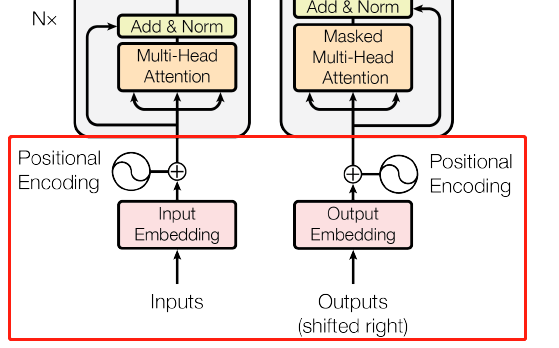 Nx
Add & Norm
Multi-Head
Attention
Add & Norm
Masked
Multi-Head
Attention
Positional
Encoding
Positional
Encoding
Input
Embedding
Output
Embedding
Inputs
Outputs
(shifted right)